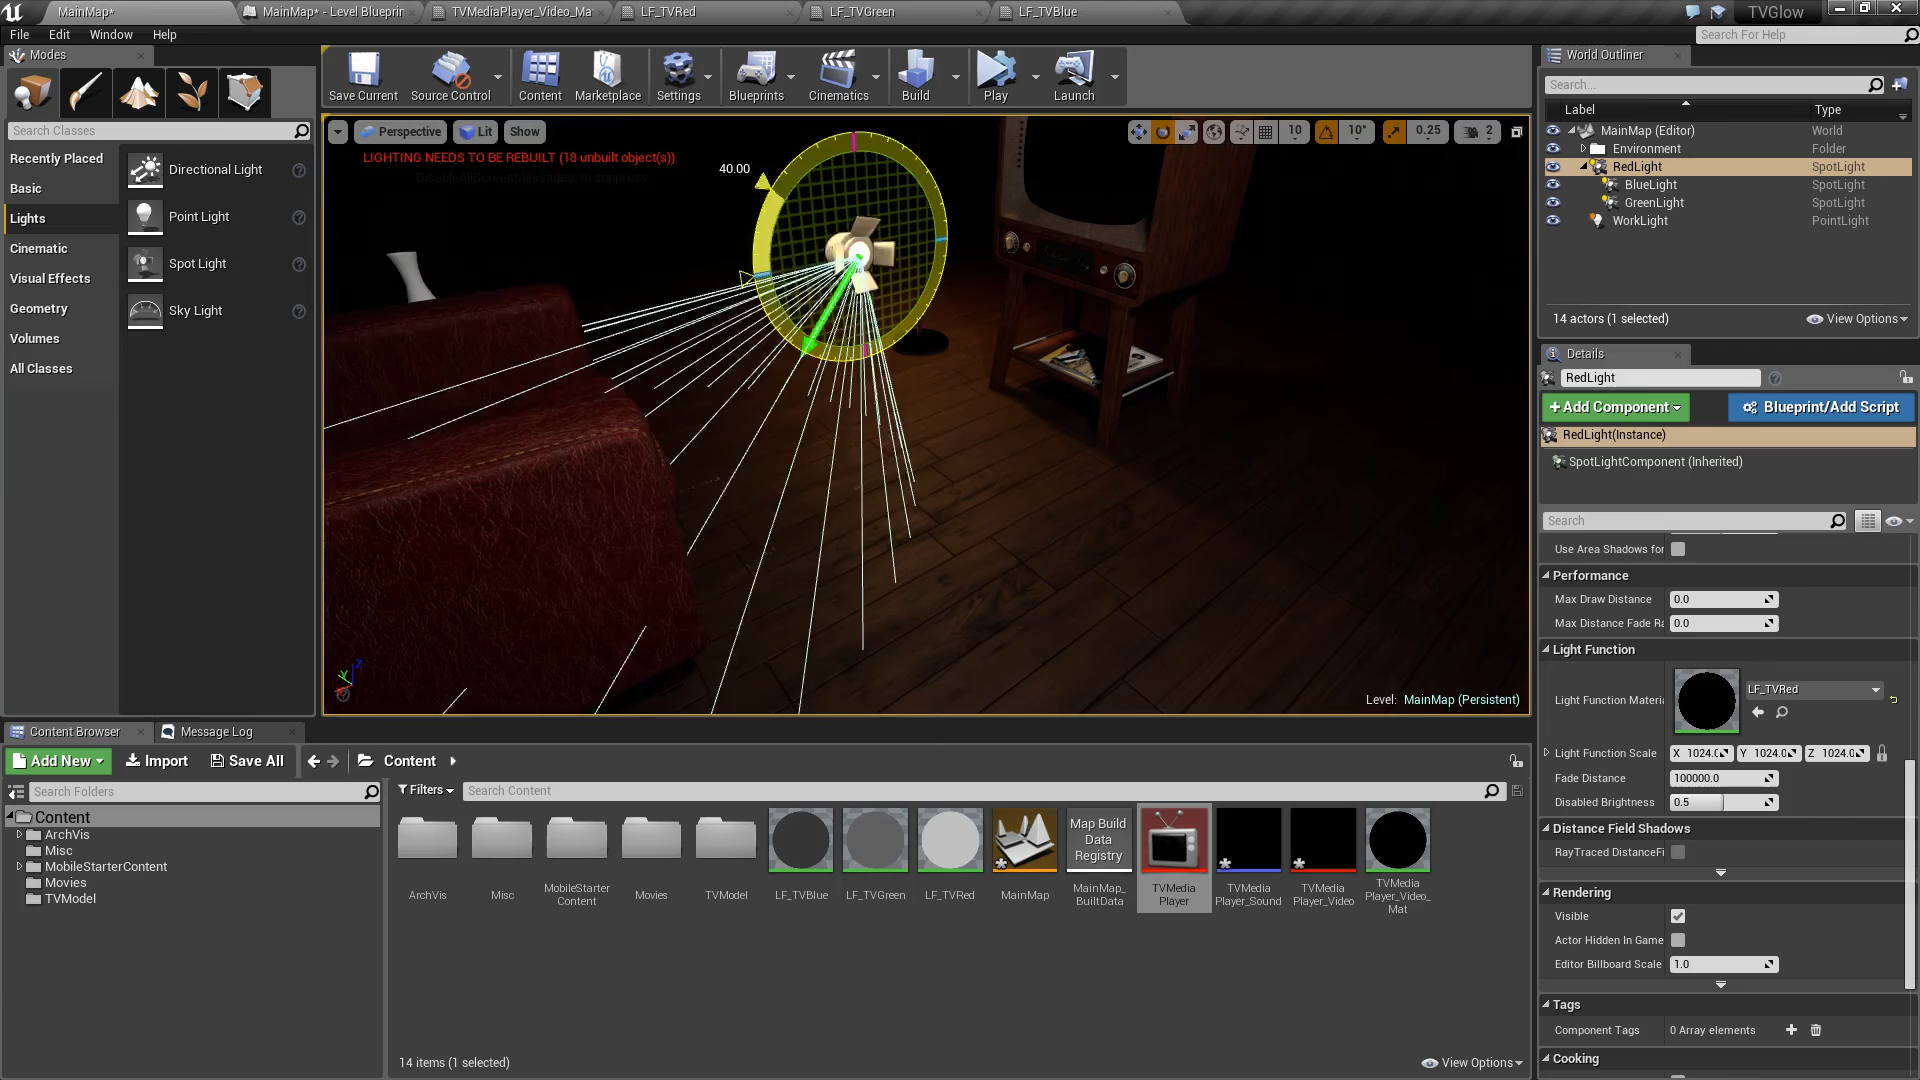 MainMap*
MainMap* - Level Blueprin
TVMediaPlayer_Video_Ma
LF_TVRed
LF_TVGreen
LF_TVBlue
TVGlow
File
Edit
Window
Help
Search For Help
Modes
Search Classes
Recently Placed
Basic
Lights
Cinematic
Visual Effects
Geometry
Volumes
All Classes
Directional Light
Point Light
Spot Light
Sky Light
Save Current
Source Control
Content
Marketplace
Settings
Blueprints
Cinematics
Build
Play
Launch
Perspective
Lit
Show
10
10°
0.25
2
LIGHTING NEEDS TO BE REBUILT (18 unbuilt object(s))
40.00
Level: MainMap (Persistent)
World Outliner
Search...
Label
Type
MainMap (Editor) World
Environment Folder
RedLight SpotLight
BlueLight SpotLight
GreenLight SpotLight
WorkLight PointLight
14 actors (1 selected)
View Options
Details
RedLight
+Add Component
Blueprint/Add Script
RedLight(Instance)
SpotLightComponent (Inherited)
Search
Use Area Shadows for
Performance
Max Draw Distance 0.0
Max Distance Fade Ra 0.0
Light Function
Light Function Materia LF_TVRed
Light Function Scale X 1024.0 Y 1024.0 Z 1024.0
Fade Distance 100000.0
Disabled Brightness 0.5
Distance Field Shadows
RayTraced DistanceFi
Rendering
Visible
Actor Hidden In Game
Editor Billboard Scale 1.0
Tags
Component Tags 0 Array elements
Cooking
Content Browser
Message Log
Add New
Import
Save All
Content
Search Folders
Filters
Search Content
Content
ArchVis
Misc
MobileStarterContent
Movies
TVModel
ArchVis
Misc
MobileStarter
Content
Movies
TVModel
LF_TVBlue
LF_TVGreen
LF_TVRed
MainMap
Map Build
Data
Registry
MainMap_
BuiltData
TVMedia
Player
TVMedia
Player_Sound
TVMedia
Player_Video
TVMedia
Player_Video_
Mat
14 items (1 selected)
View Options